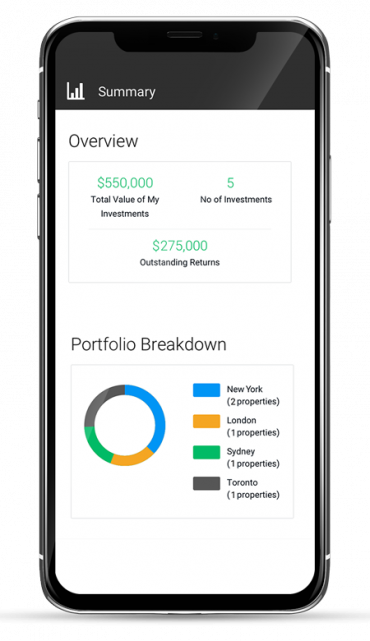 Summary
Overview
$550,000
Total Value of My
Investments
5
No of Investments
$275,000
Outstanding Returns
Portfolio Breakdown
New York
(2 properties)
London
(1 properties)
Sydney
(1 properties)
Toronto
(1 properties)